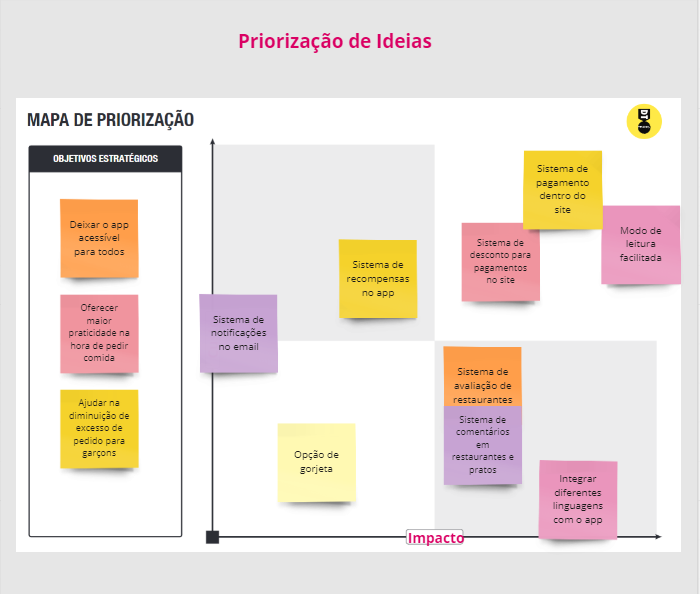 Priorização de Ideias
MAPA DE PRIORIZAÇÃO
OBJETIVOS ESTRATÉGICOS
Deixar o app
acessível
para todos
Oferecer
maior
praticidade na
hora de pedir
comida
Ajudar na
diminuição de
excesso de
pedido para
garçons
Sistema de
pagamento
dentro do
site
Sistema de
desconto para
pagamentos
no site
Modo de
leitura
facilitada
Sistema de
recompensas
no app
Sistema de
notificações
no email
Sistema de
avaliação de
restaurantes
Sistema de
comentários
em
restaurantes e
pratos
Opção de
gorjeta
Integrar
diferentes
linguagens
com o app
Impacto